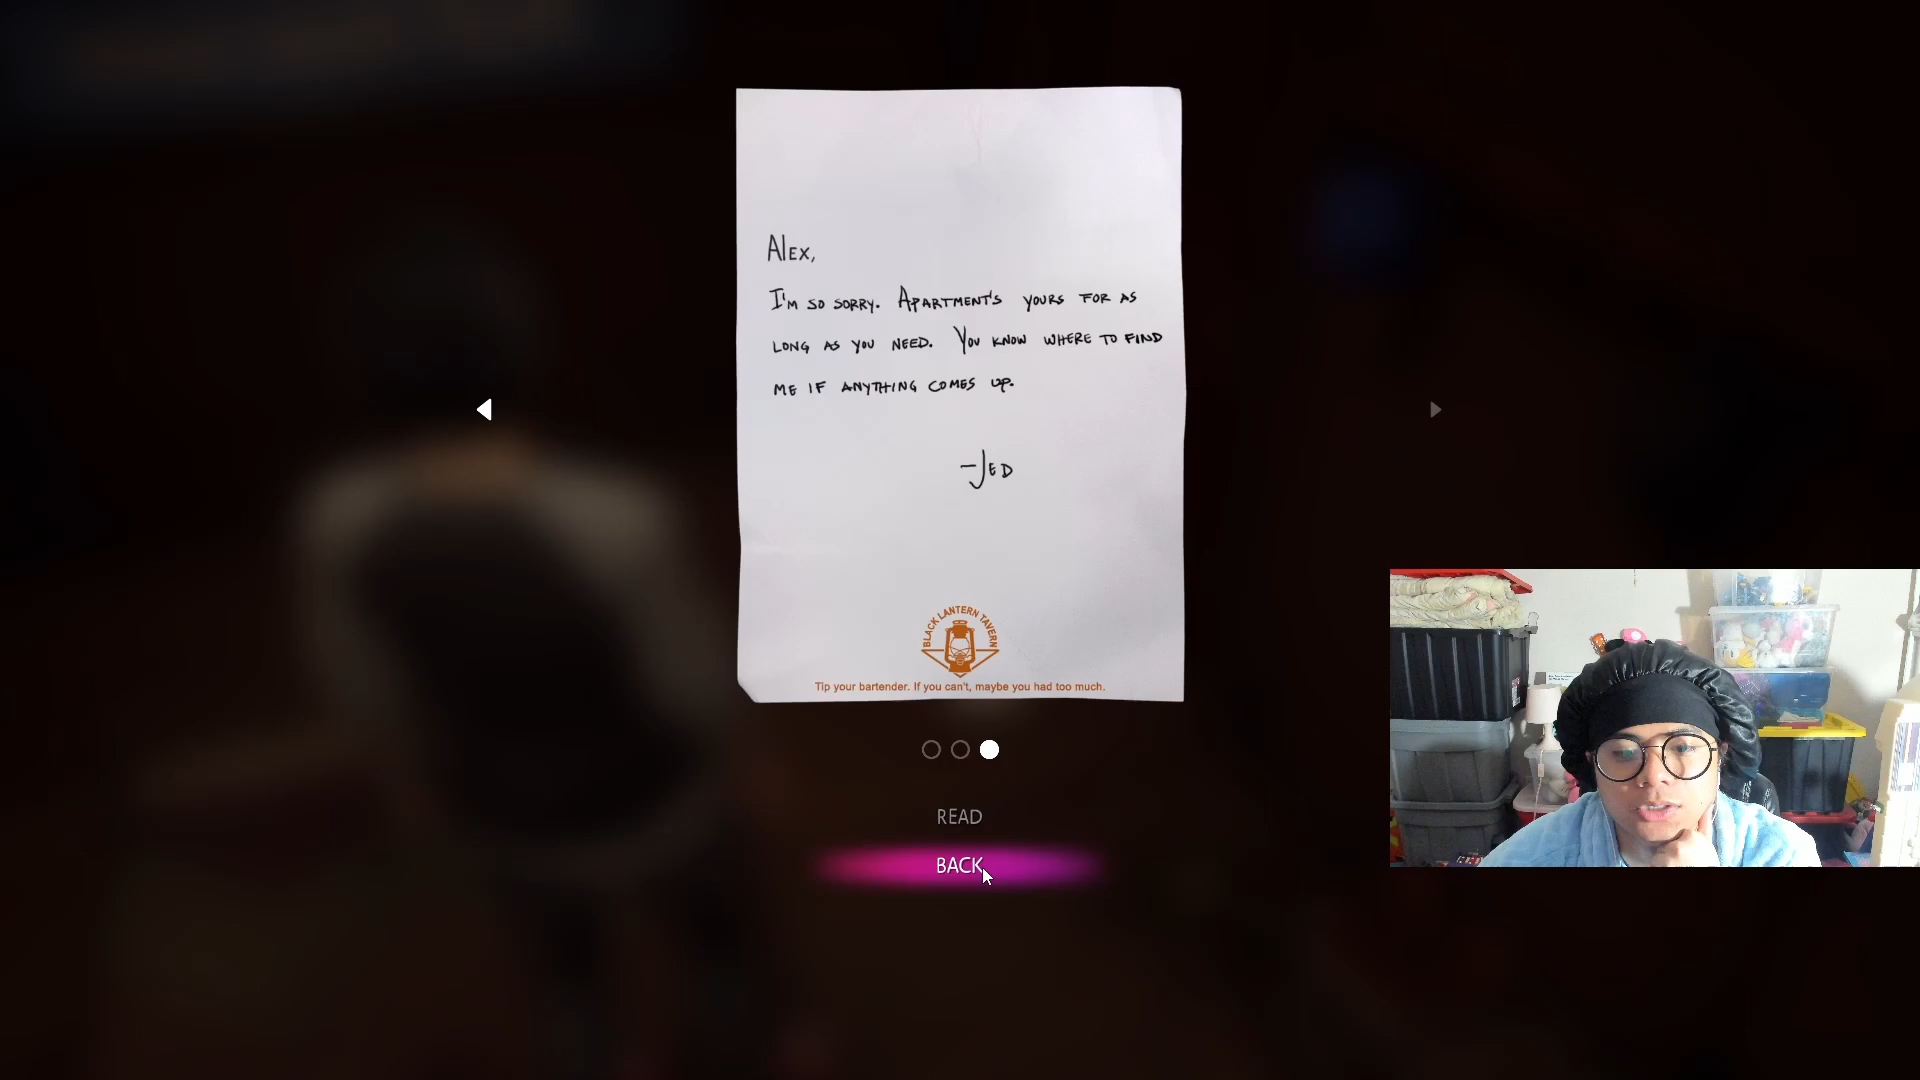 Alex,
I'm so sorry. Apartment's yours for as
long as you need. You know where to find
me if anything comes up.
-Jed
BLACK LANTERN TAVERN
Tip your bartender. If you can't, maybe you had too much.
READ
BACK